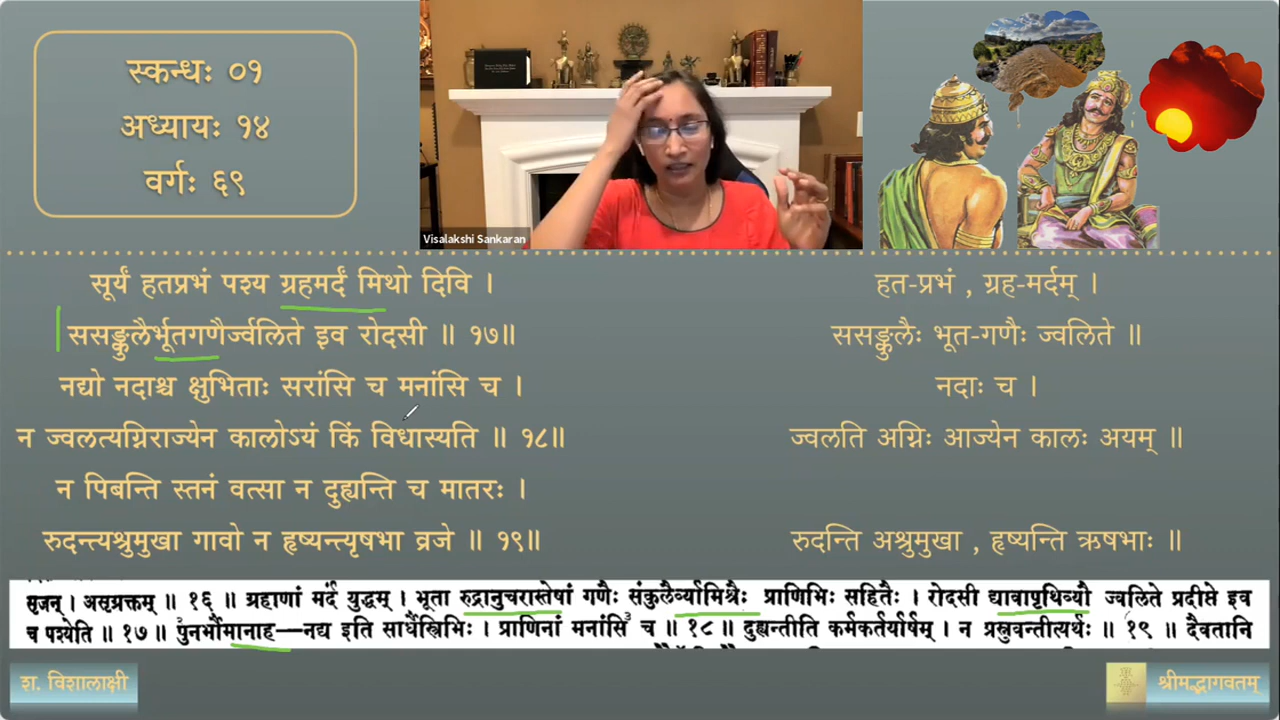 स्कन्धः ०१
अध्यायः १४
वर्गः ६९
Visalakshi Sankaran
सूर्यं हतप्रभं पश्य ग्रहमर्दं मिथो दिवि ।
हत-प्रभं , ग्रह-मर्दम् ।
ससङ्कुलैर्भूतगणैर्ज्वलिते इव रोदसी ॥ १७॥
ससङ्कुलैः भूत-गणैः ज्वलिते ॥
नद्यो नदाश्च क्षुभिताः सरांसि च मनांसि च ।
नदाः च ।
न ज्वलत्यग्निराज्येन कालोऽयं किं विधास्यति ॥ १८॥
ज्वलति अग्निः आज्येन कालः अयम् ॥
न पिबन्ति स्तनं वत्सा न दुह्यन्ति च मातरः ।
रुदन्त्यश्रुमुखा गावो न हृष्यन्त्यृषभा व्रजे ॥ १९॥
रुदन्ति अश्रुमुखा , हृष्यन्ति ऋषभाः ॥
सृजन् । असृप्रक्तम् ॥ १६ ॥ ग्रहाणां मर्दं युद्धम् । भूता रुद्रानुचरास्तेषां गणैः संकुलैर्व्यामिश्रैः प्राणिभिः सहितैः । रोदसी द्यावापृथिव्यौ ज्वलिते प्रदीप्ते इव
च पश्येति ॥ १७ ॥ पुनर्भौमानाह—नद्य इति सार्धैस्त्रिभिः । प्राणिनां मनांसि च ॥ १८ ॥ दुह्यन्तीति कर्मकर्तर्यार्षम् । न प्रस्नुवन्तीत्यर्थः ॥ १९ ॥ दैवतानि
श. विशालाक्षी
श्रीमद्भागवतम्